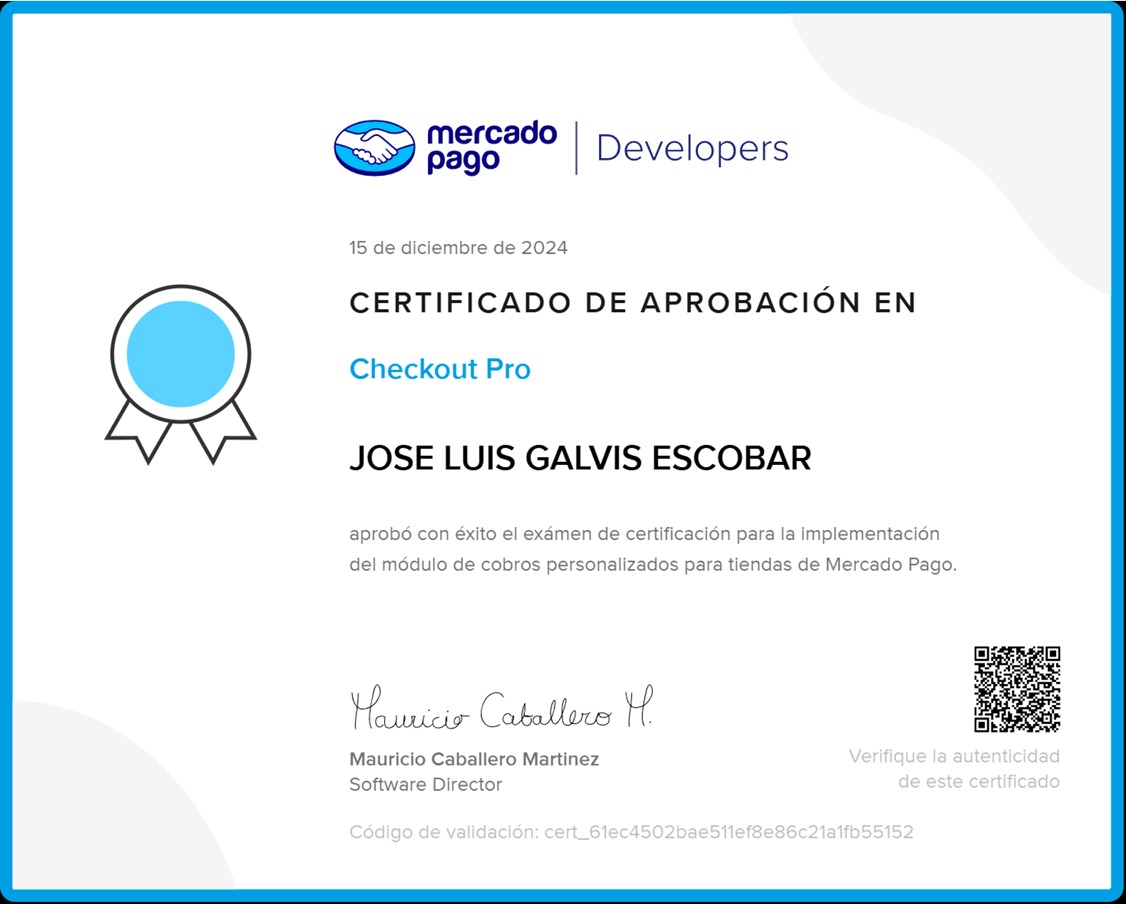 mercado
pago
Developers
15 de diciembre de 2024
CERTIFICADO DE APROBACIÓN EN
Checkout Pro
JOSE LUIS GALVIS ESCOBAR
aprobó con éxito el exámen de certificación para la implementación
del módulo de cobros personalizados para tiendas de Mercado Pago.
Mauricio Caballero M.
Mauricio Caballero Martinez
Software Director
Verifique la autenticidad
de este certificado
Código de validación: cert_61ec4502bae511ef8e86c21a1fb55152